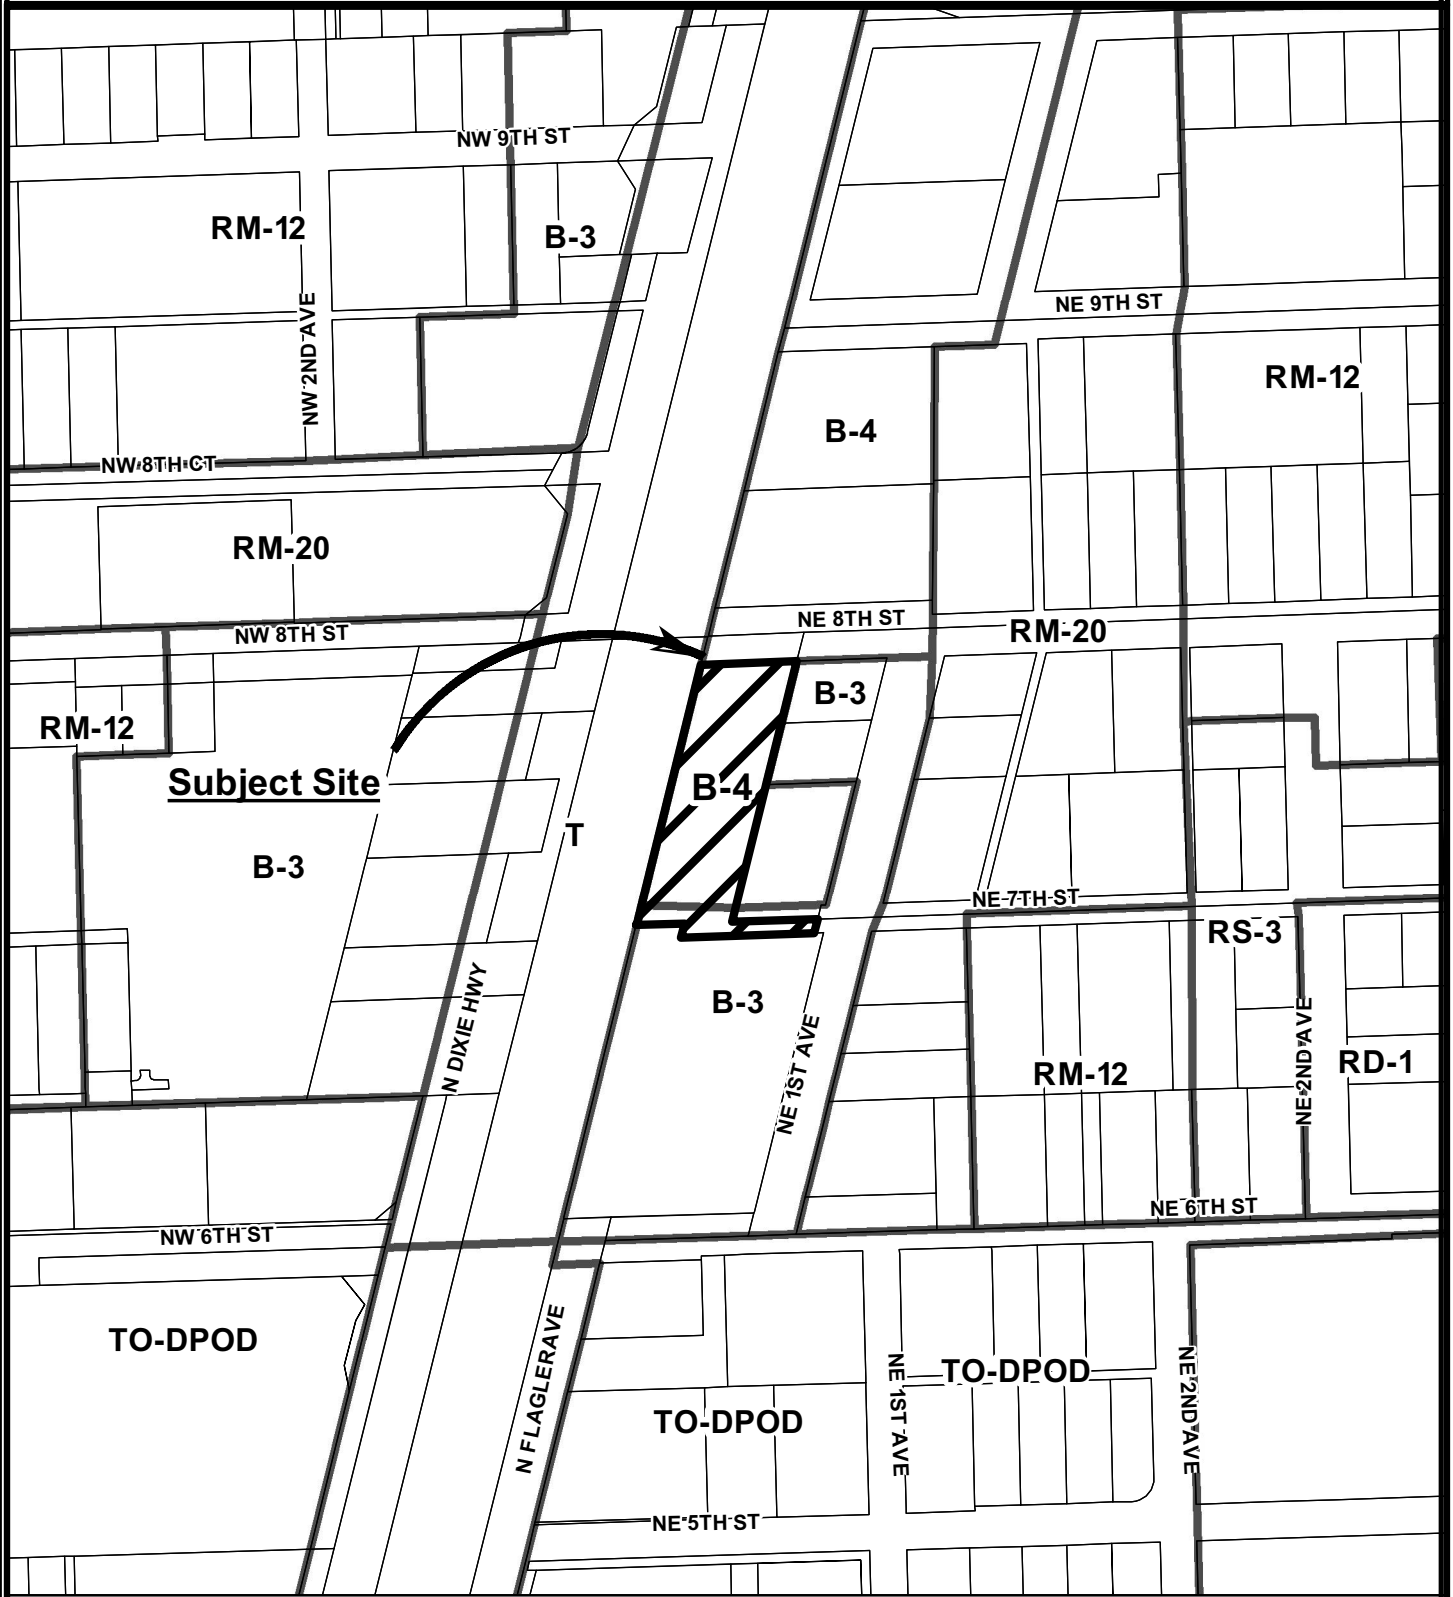 NW 9TH ST
RM-12
B-3
NW 2ND AVE
NE 9TH ST
RM-12
B-4
NW 8TH CT
RM-20
NE 8TH ST
NW 8TH ST
RM-20
B-3
RM-12
Subject Site
B-4
T
B-3
NE 7TH ST
RS-3
B-3
N DIXIE HWY
NE 1ST AVE
NE 2ND AVE
RM-12
RD-1
NE 6TH ST
NW 6TH ST
TO-DPOD
N FLAGLERAVE
NE 1ST AVE
TO-DPOD
NE 2ND AVE
TO-DPOD
NE 5TH ST